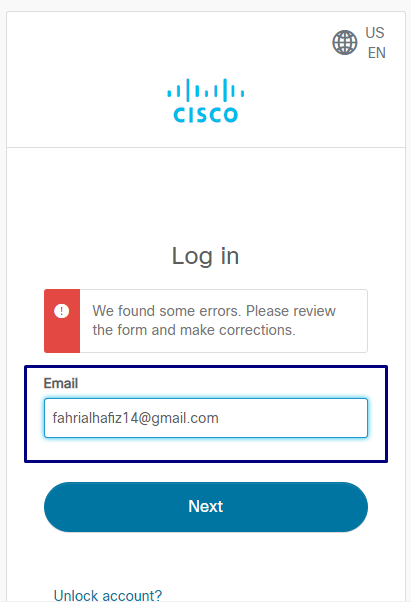 US
EN
CISCO
Log in
We found some errors. Please review
the form and make corrections.
Email
fahrialhafiz14@gmail.com
Next
Unlock account?